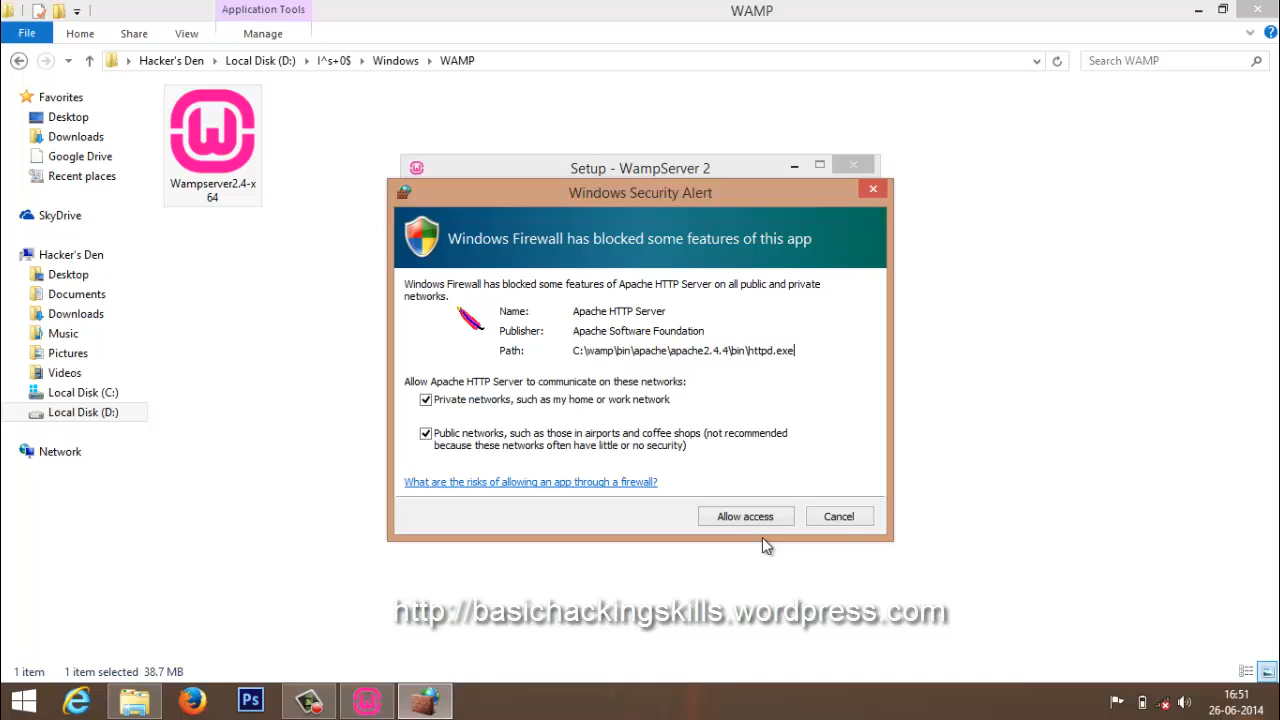 Application Tools
WAMP
File
Home
Share
View
Manage
Hacker's Den
Local Disk (D:)
l^s+0$
Windows
WAMP
Search WAMP
Favorites
Desktop
Downloads
Google Drive
Recent places
SkyDrive
Hacker's Den
Desktop
Documents
Downloads
Music
Pictures
Videos
Local Disk (C:)
Local Disk (D:)
Network
Wampserver2.4-x
64
Setup - WampServer 2
Windows Security Alert
Windows Firewall has blocked some features of this app
Windows Firewall has blocked some features of Apache HTTP Server on all public and private
networks.
Name: Apache HTTP Server
Publisher: Apache Software Foundation
Path: C:\wamp\bin\apache\apache2.4.4\bin\httpd.exe
Allow Apache HTTP Server to communicate on these networks:
Private networks, such as my home or work network
Public networks, such as those in airports and coffee shops (not recommended
because these networks often have little or no security)
What are the risks of allowing an app through a firewall?
Allow access
Cancel
http://basichackingskills.wordpress.com
1 item
1 item selected 38.7 MB
Ps
16:51
26-06-2014